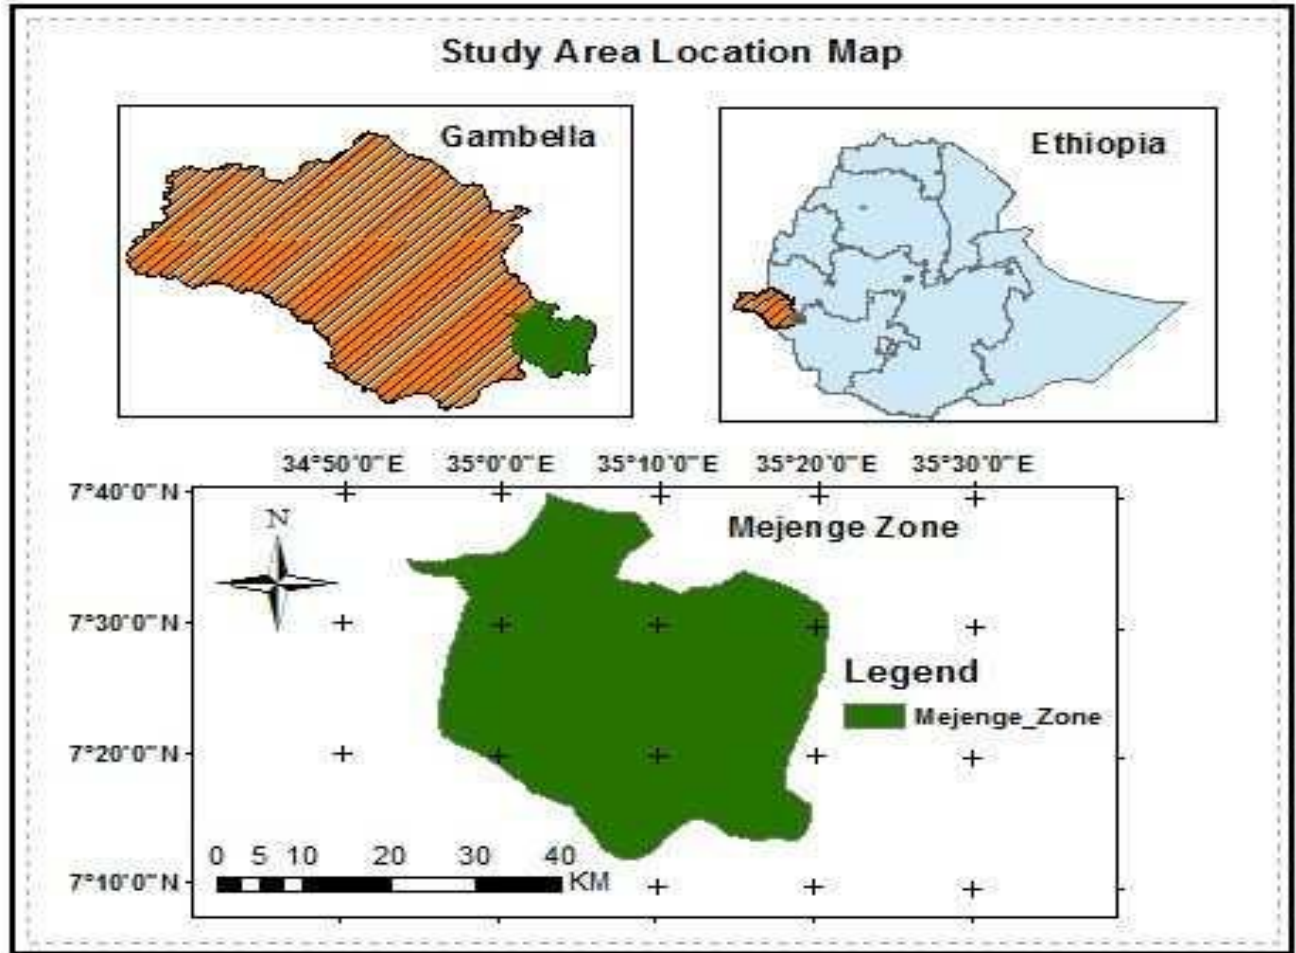 Study Area Location Map
Gambella
Ethiopia
34°50'0"E 35°0'0"E 35°10'0"E 35°20'0"E 35°30'0"E
7°40'0"N
Mejenge Zone
N
7°30'0"N
Legend
Mejenge_Zone
7°20'0"N
0 5 10 20 30 40
KM
7°10'0"N